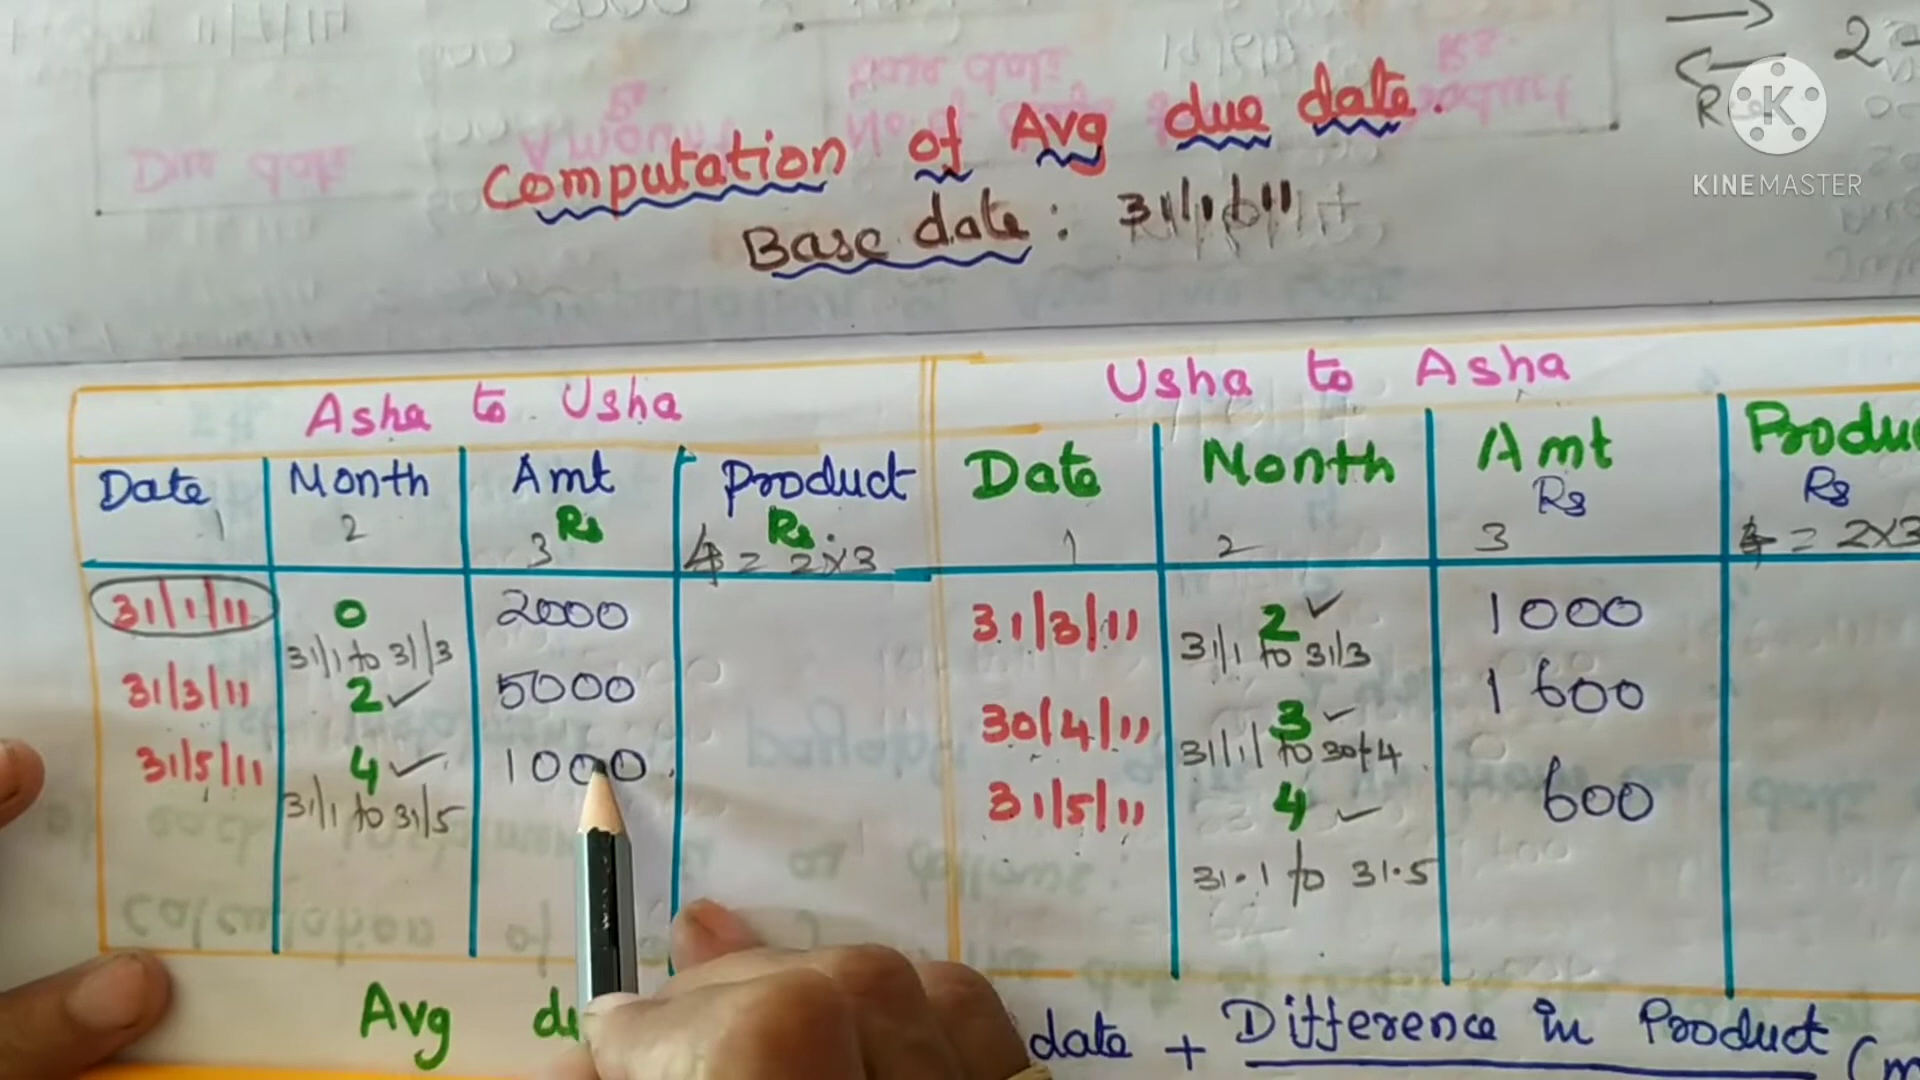 Computation of Avg due date.
Base date : 31/1/11
KINEMASTER
Asha to Usha
Usha to Asha
Date Month Amt Product
1 2 3 Rs Rs.
4 = 2x3
Date Month Amt
Rs Rs
1 2 3 4 = 2x3
31/1/11 0 2000
31/1 to 31/3
31/3/11 2 ✓ 5000
31/5/11 4 ✓ 1000
31/1 to 31/5
31/3/11 2 ✓ 1000
31/1 to 31/3
1600
30/4/11 3 ✓
31/1 to 30/4
31/5/11 4 ✓ 600
31.1 to 31.5
Avg
date + Difference in Product